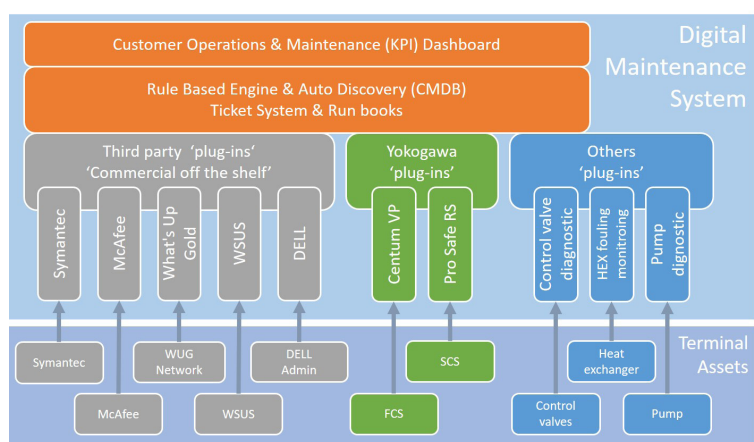 Customer Operations & Maintenance (KPI) Dashboard
Digital
Maintenance
System
Rule Based Engine & Auto Discovery (CMDB)
Ticket System & Run books
Third party ‘plug-ins‘
‘Commercial off the shelf’
Yokogawa
‘plug-ins’
Others
‘plug-ins’
Symantec
McAfee
What's Up
Gold
WSUS
DELL
Centum VP
Pro Safe RS
Control valve
diagnostic
HEX fouling
monitroing
Pump
dignostic
Terminal
Assets
Symantec
WUG
Network
DELL
Admin
SCS
Heat
exchanger
McAfee
WSUS
FCS
Control
valves
Pump